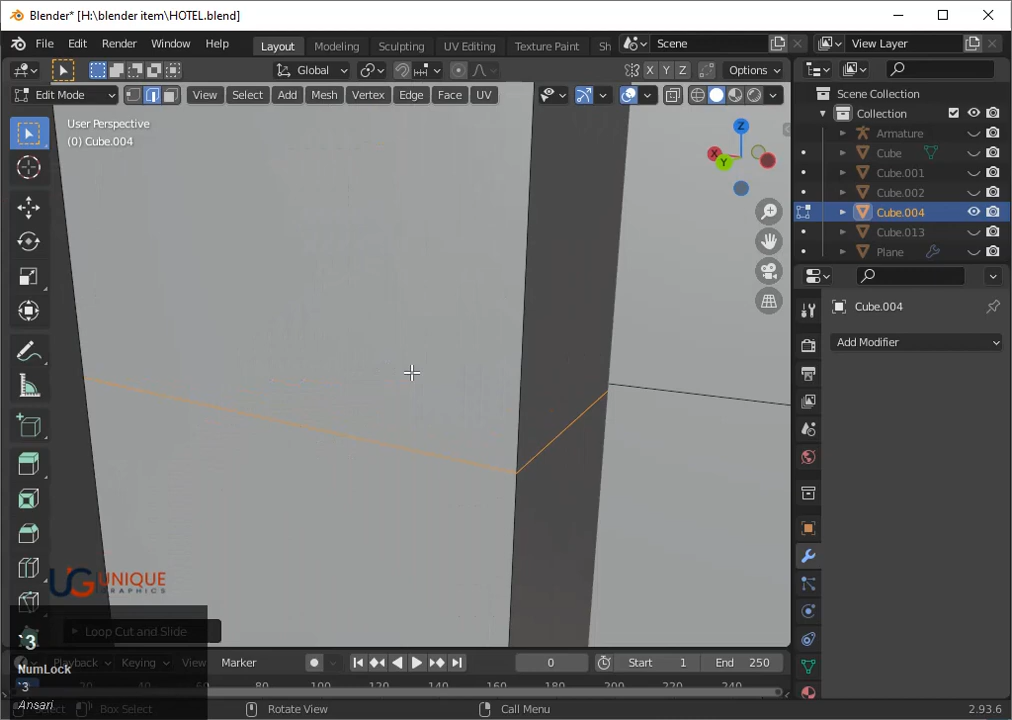 Blender* [H:\blender item\HOTEL.blend]
File Edit Render Window Help
Layout Modeling Sculpting UV Editing Texture Paint Sh
Scene
View Layer
Global
X Y Z
Options
Edit Mode
View Select Add Mesh Vertex Edge Face UV
User Perspective
(0) Cube.004
Z
X
Y
Scene Collection
Collection
Armature
Cube
Cube.001
Cube.002
Cube.004
Cube.013
Plane
Cube.004
Add Modifier
UG UNIQUE
GRAPHICS
Loop Cut and Slide
3
NumLock
3
Ansari
Playback Keying View Marker
0
Start 1
End 250
80 100 120 140 160 180 200 220 240
Select
Box Select
Rotate View
Call Menu
2.93.6